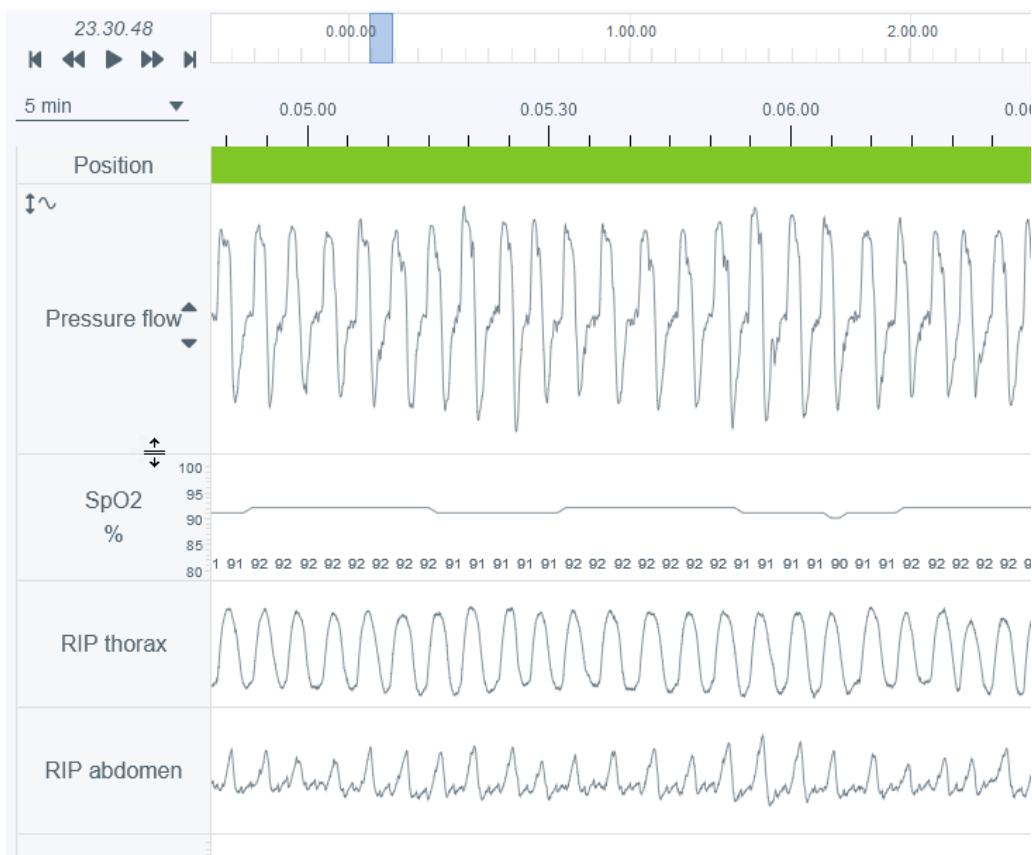 23.30.48
0.00.00 1.00.00 2.00.00
5 min
0.05.00 0.05.30 0.06.00 0.0
Position
Pressure flow
SpO2
%
100
95
90
85
80
1 91 92 92 92 92 92 92 92 91 91 91 91 91 92 92 92 92 92 92 91 91 91 91 90 91 91 92 92 92 92 92 9
RIP thorax
RIP abdomen